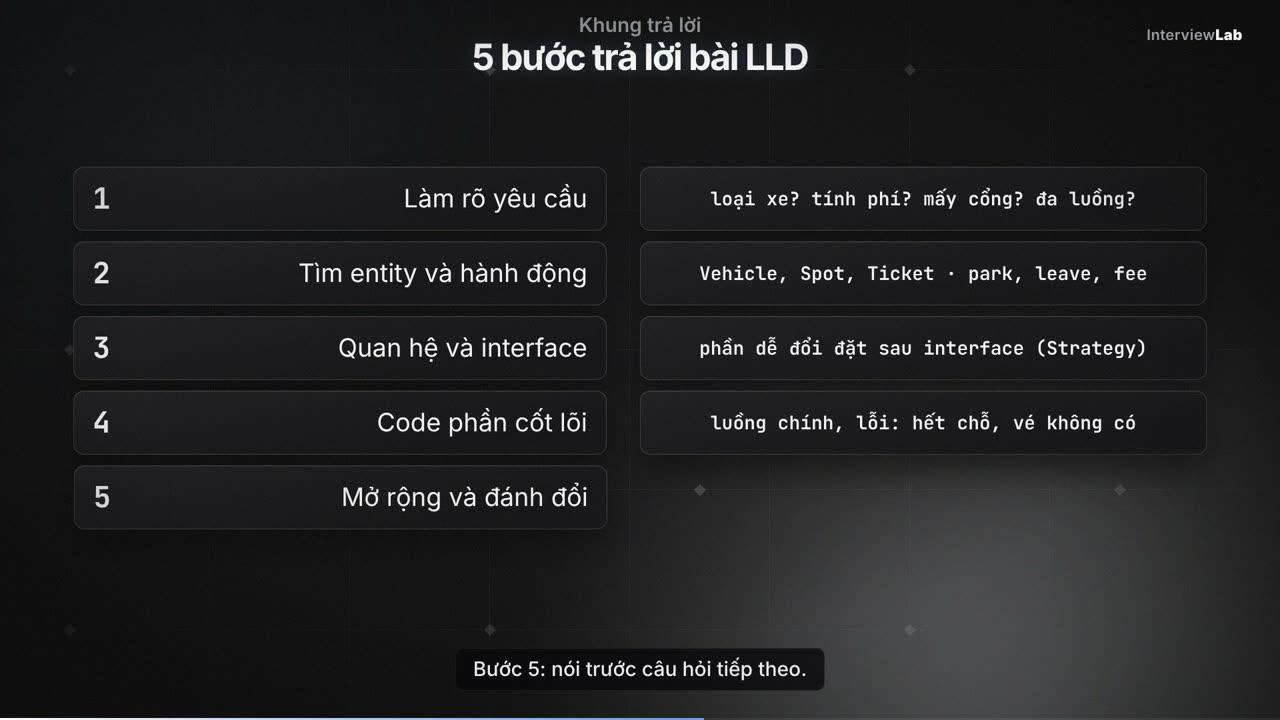 Khung trả lời
5 bước trả lời bài LLD
InterviewLab
1 Làm rõ yêu cầu
loại xe? tính phí? mấy cổng? đa luồng?
2 Tìm entity và hành động
Vehicle, Spot, Ticket · park, leave, fee
3 Quan hệ và interface
phần dễ đổi đặt sau interface (Strategy)
4 Code phần cốt lõi
luồng chính, lỗi: hết chỗ, vé không có
5 Mở rộng và đánh đổi
Bước 5: nói trước câu hỏi tiếp theo.